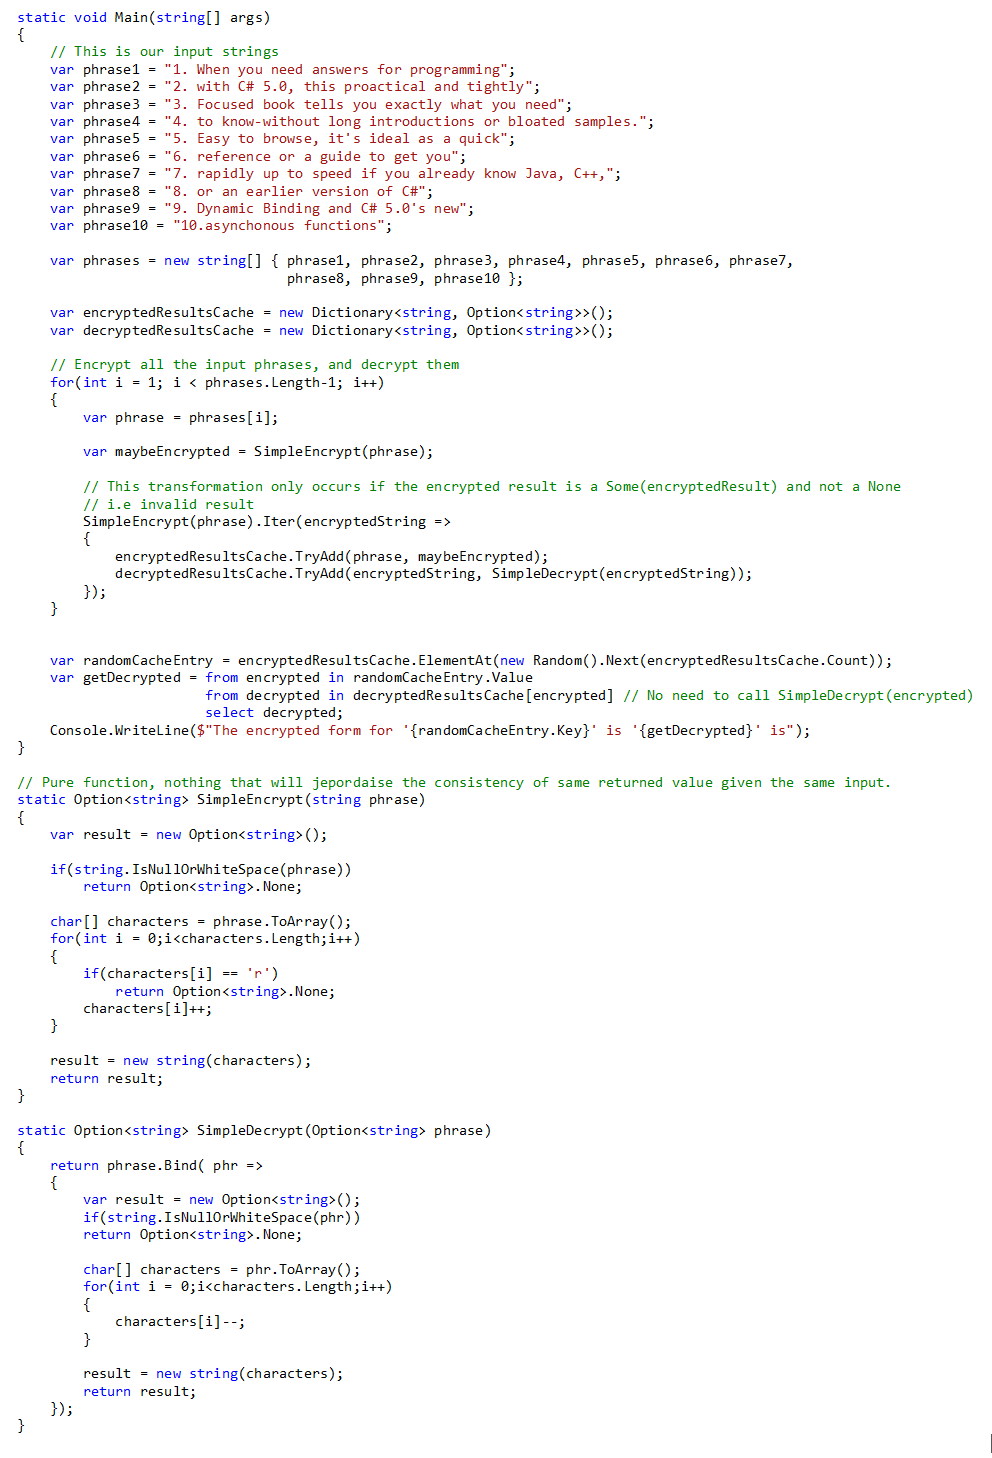 static void Main(string[] args)
{
    // This is our input strings
    var phrase1 = "1. When you need answers for programming";
    var phrase2 = "2. with C# 5.0, this proactical and tightly";
    var phrase3 = "3. Focused book tells you exactly what you need";
    var phrase4 = "4. to know-without long introductions or bloated samples.";
    var phrase5 = "5. Easy to browse, it's ideal as a quick";
    var phrase6 = "6. reference or a guide to get you";
    var phrase7 = "7. rapidly up to speed if you already know Java, C++,";
    var phrase8 = "8. or an earlier version of C#";
    var phrase9 = "9. Dynamic Binding and C# 5.0's new";
    var phrase10 = "10.asynchonous functions";

    var phrases = new string[] { phrase1, phrase2, phrase3, phrase4, phrase5, phrase6, phrase7,
                                 phrase8, phrase9, phrase10 };

    var encryptedResultsCache = new Dictionary<string, Option<string>>();
    var decryptedResultsCache = new Dictionary<string, Option<string>>();

    // Encrypt all the input phrases, and decrypt them
    for(int i = 1; i < phrases.Length-1; i++)
    {
        var phrase = phrases[i];

        var maybeEncrypted = SimpleEncrypt(phrase);

        // This transformation only occurs if the encrypted result is a Some(encryptedResult) and not a None
        // i.e invalid result
        SimpleEncrypt(phrase).Iter(encryptedString =>
        {
            encryptedResultsCache.TryAdd(phrase, maybeEncrypted);
            decryptedResultsCache.TryAdd(encryptedString, SimpleDecrypt(encryptedString));
        });
    }


    var randomCacheEntry = encryptedResultsCache.ElementAt(new Random().Next(encryptedResultsCache.Count));
    var getDecrypted = from encrypted in randomCacheEntry.Value
                       from decrypted in decryptedResultsCache[encrypted] // No need to call SimpleDecrypt(encrypted)
                       select decrypted;
    Console.WriteLine($"The encrypted form for '{randomCacheEntry.Key}' is '{getDecrypted}' is");
}

// Pure function, nothing that will jepordaise the consistency of same returned value given the same input.
static Option<string> SimpleEncrypt(string phrase)
{
    var result = new Option<string>();

    if(string.IsNullOrWhiteSpace(phrase))
        return Option<string>.None;

    char[] characters = phrase.ToArray();
    for(int i = 0;i<characters.Length;i++)
    {
        if(characters[i] == 'r')
            return Option<string>.None;
        characters[i]++;
    }

    result = new string(characters);
    return result;
}

static Option<string> SimpleDecrypt(Option<string> phrase)
{
    return phrase.Bind( phr =>
    {
        var result = new Option<string>();
        if(string.IsNullOrWhiteSpace(phr))
        return Option<string>.None;

        char[] characters = phr.ToArray();
        for(int i = 0;i<characters.Length;i++)
        {
            characters[i]--;
        }

        result = new string(characters);
        return result;
    });
}